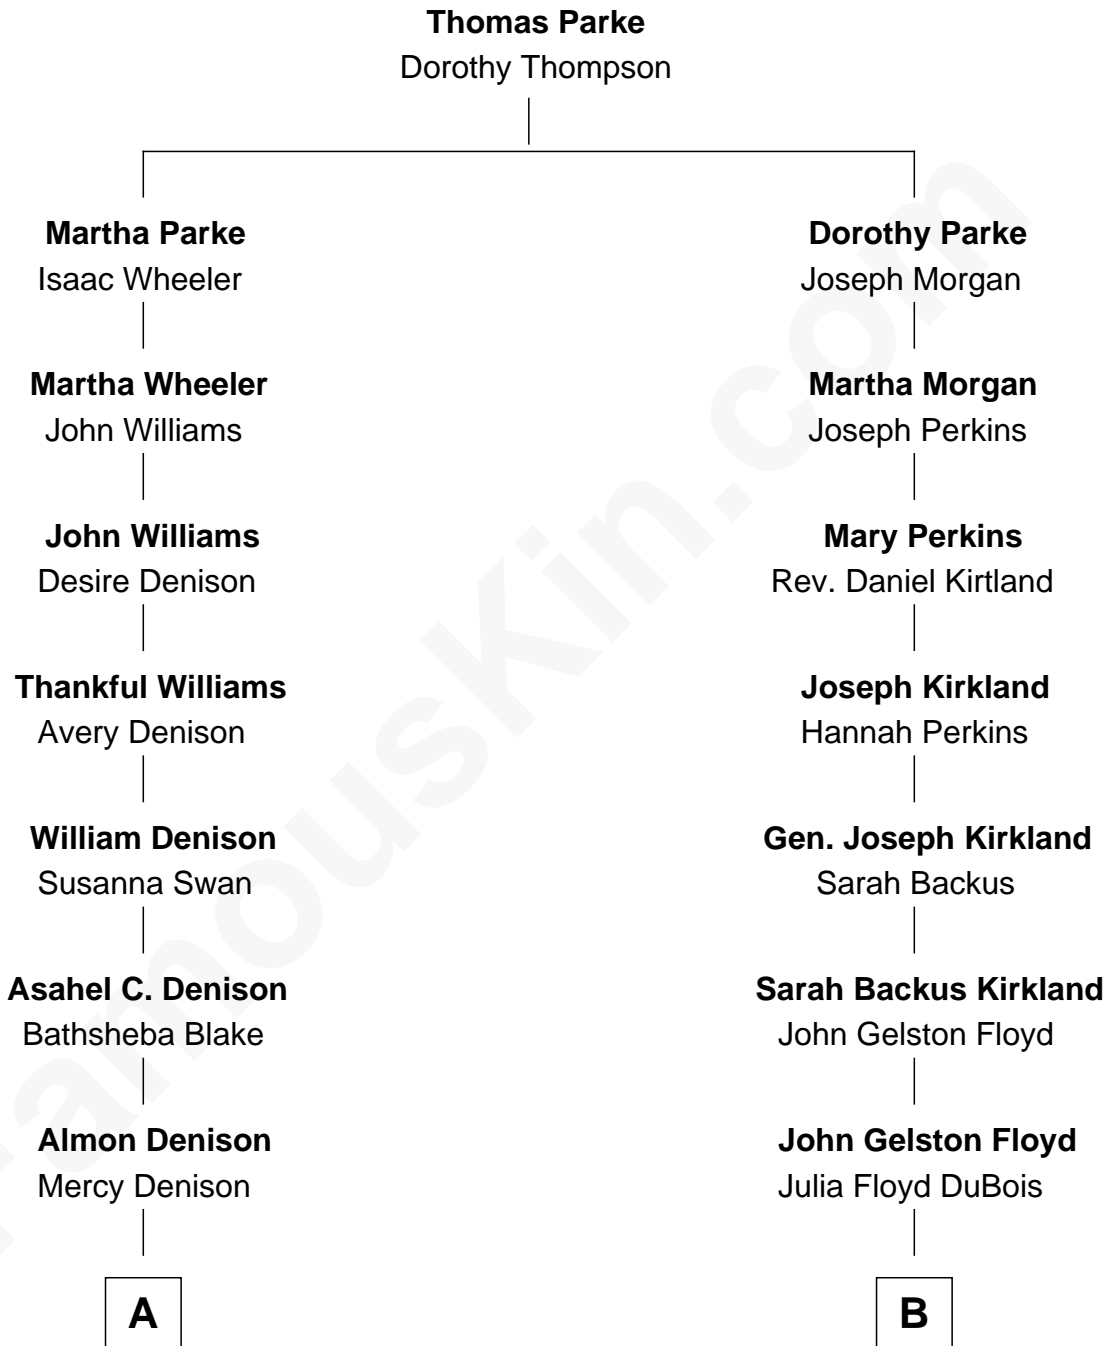 Thomas Parke
Dorothy Thompson
Martha Parke
Isaac Wheeler
Dorothy Parke
Joseph Morgan
Martha Wheeler
John Williams
Martha Morgan
Joseph Perkins
John Williams
Desire Denison
Mary Perkins
Rev. Daniel Kirtland
Thankful Williams
Avery Denison
Joseph Kirkland
Hannah Perkins
William Denison
Susanna Swan
Gen. Joseph Kirkland
Sarah Backus
Asahel C. Denison
Bathsheba Blake
Sarah Backus Kirkland
John Gelston Floyd
Almon Denison
Mercy Denison
John Gelston Floyd
Julia Floyd DuBois
A
B
FamousKin.com